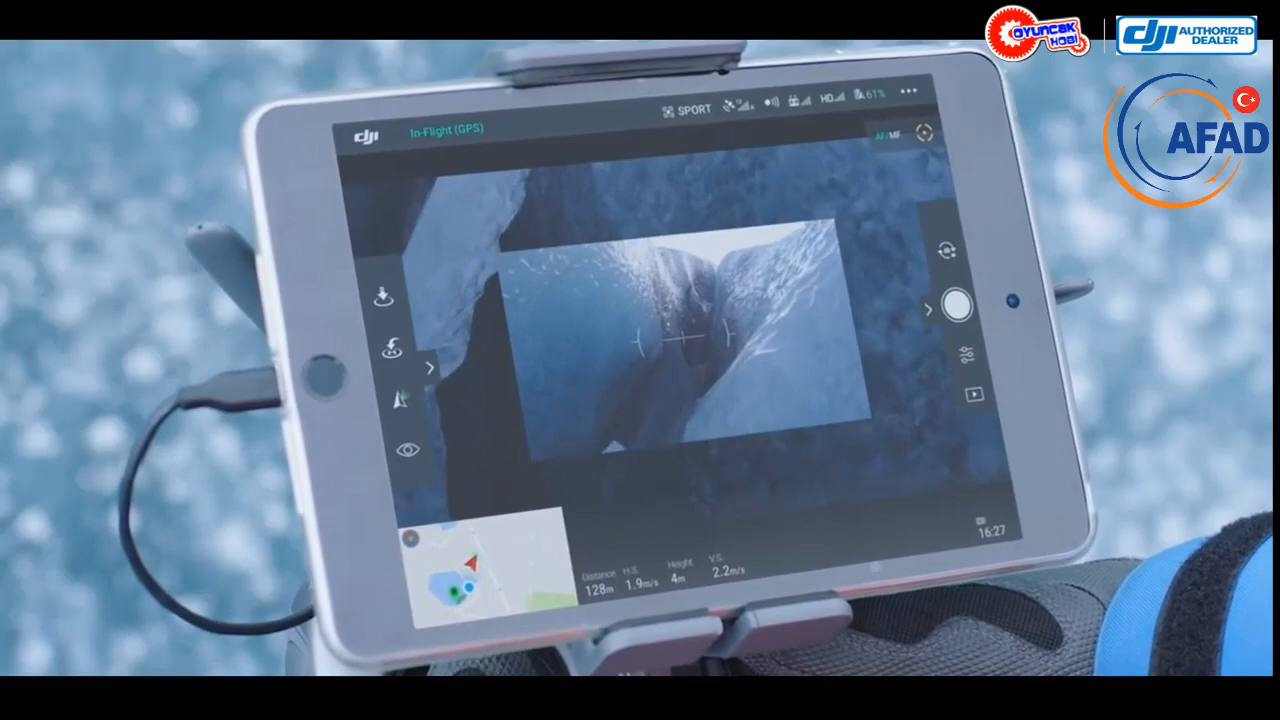 OYUNCAK
HOBİ
dji AUTHORIZED
DEALER
AFAD
dji
In-Flight (GPS)
SPORT
HD
61%
AF/MF
Distance
128m
H.S.
1.9m/s
Height
4m
V.S.
2.2m/s
16:27